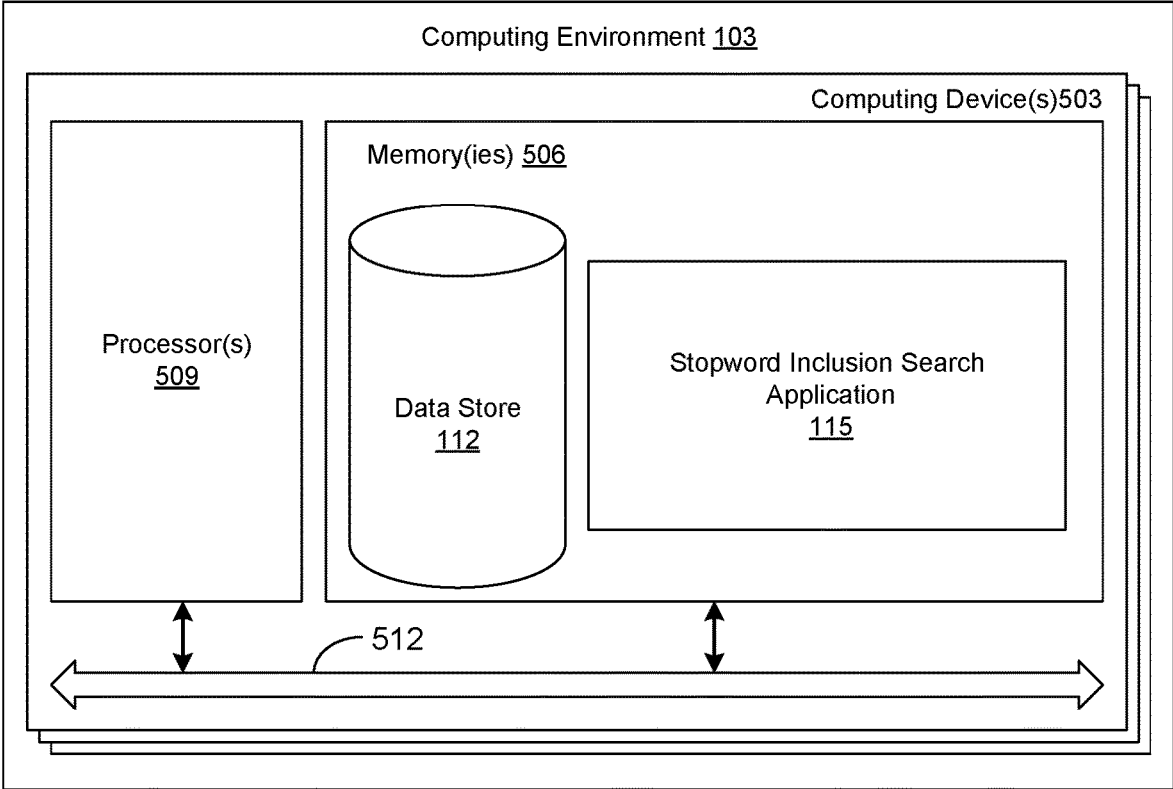 Computing Environment 103
Computing Device(s)503
Memory(ies) 506
Processor(s)
509
Data Store
112
Stopword Inclusion Search
Application
115
512